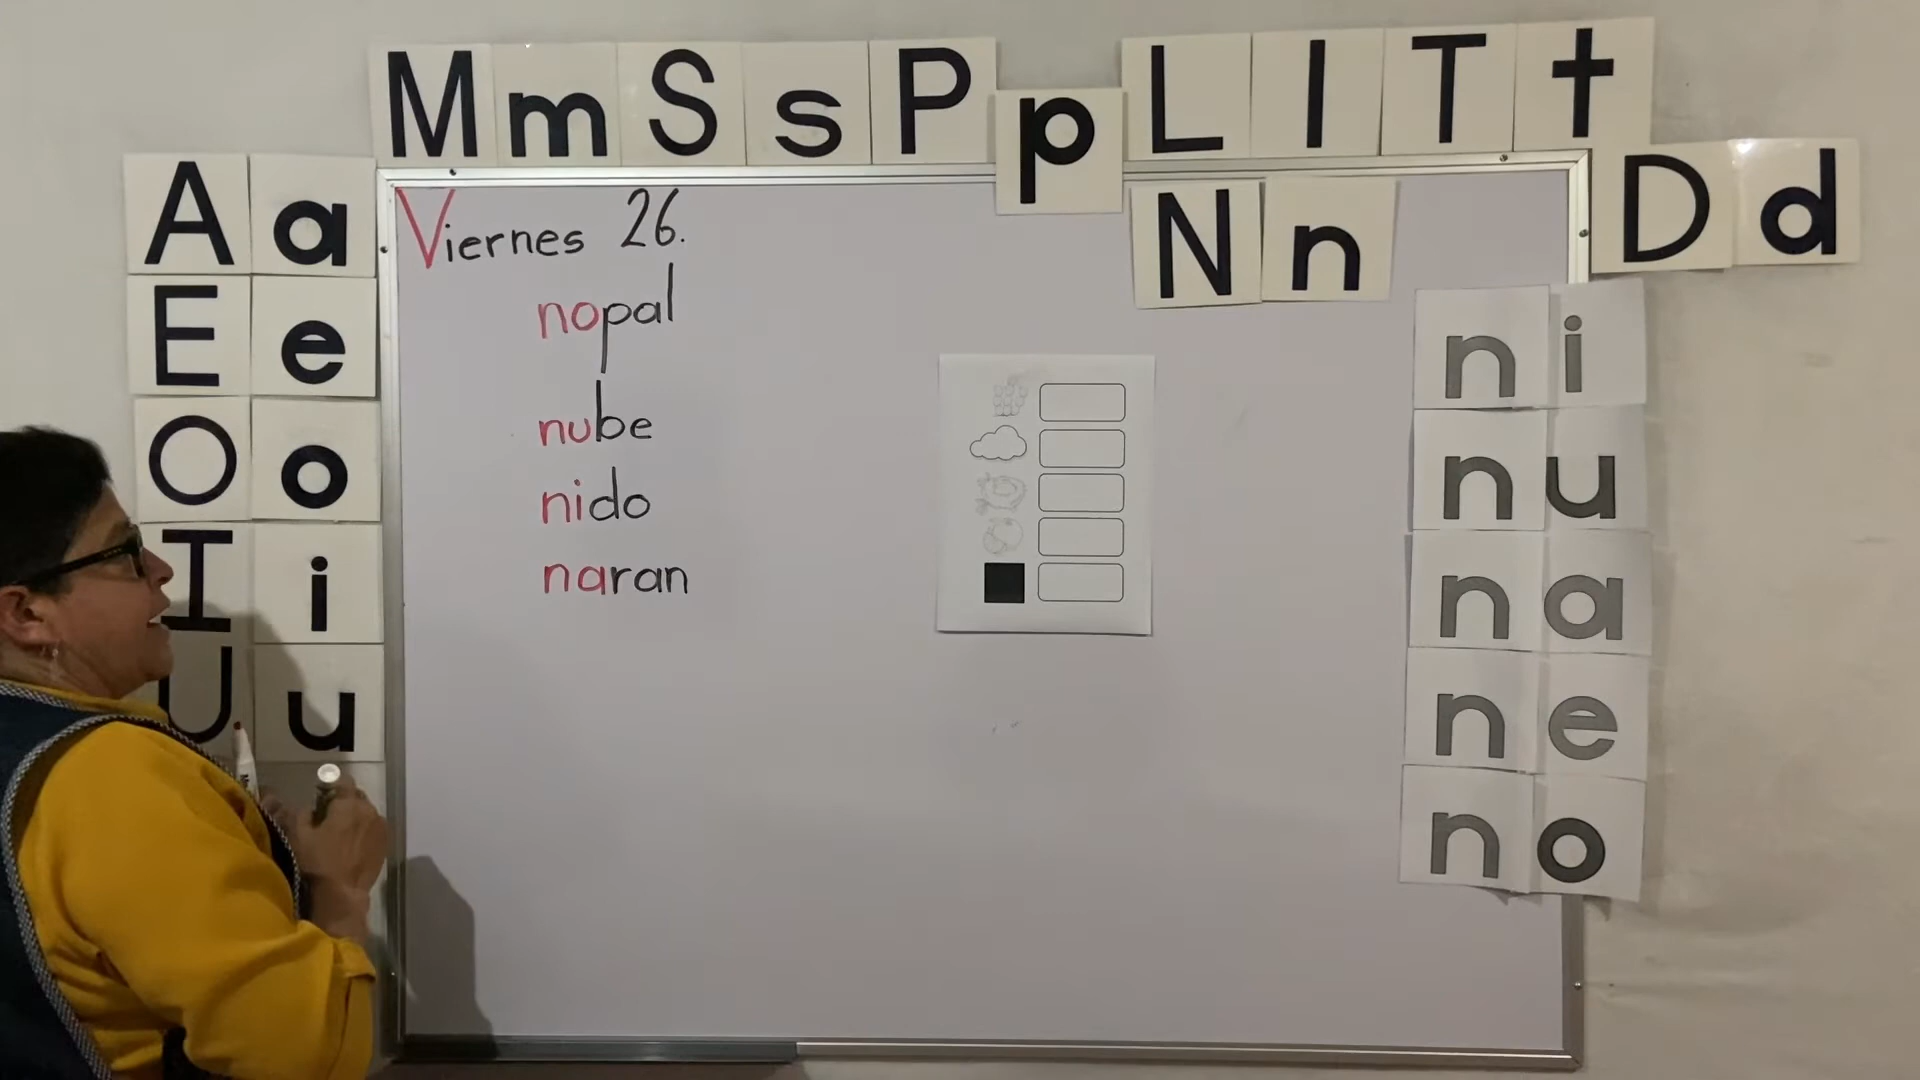 M m S s P p L l T t
D d
N n
A a
E e
O o
I i
U u
Viernes 26.
nopal
nube
nido
naran
ni
nu
na
ne
no